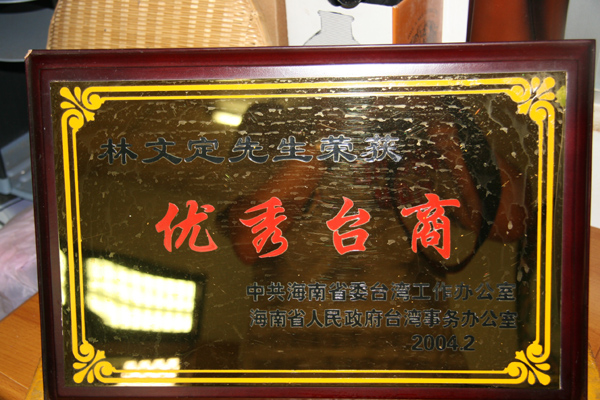 林文定先生荣获
优秀台商
中共海南省委台湾工作办公室
海南省人民政府台湾事务办公室
2004.2